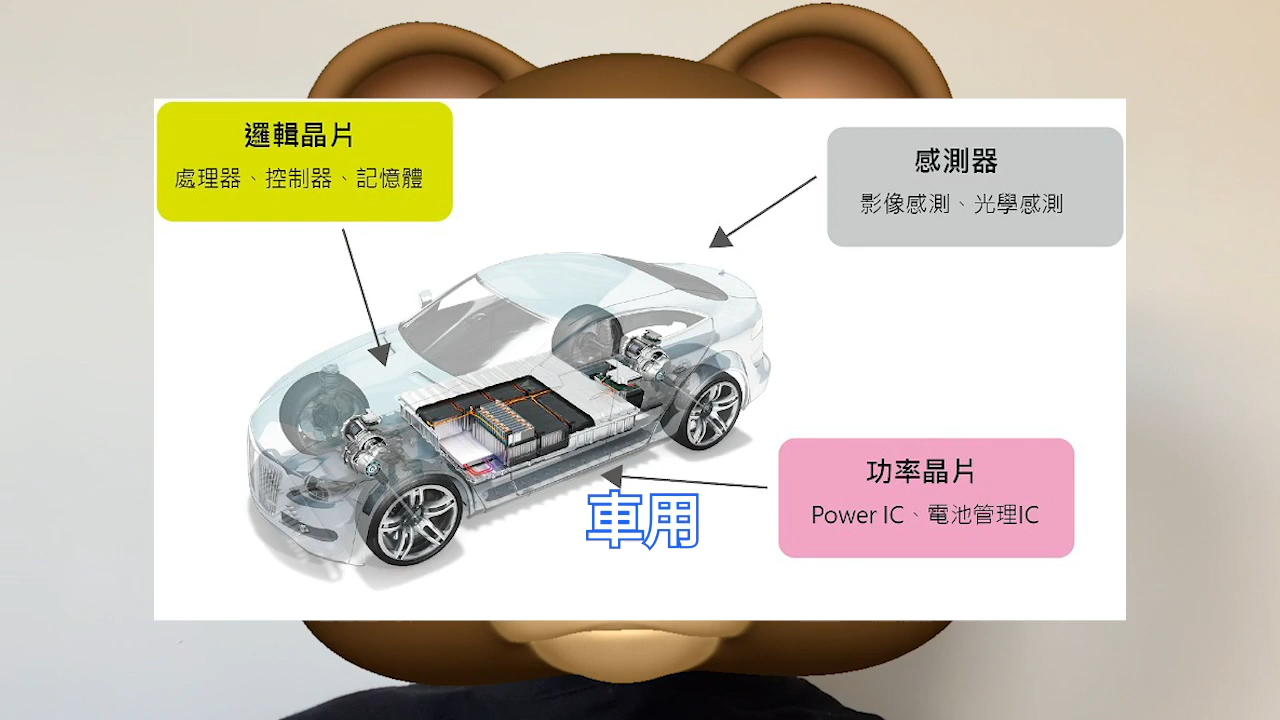 邏輯晶片
處理器、控制器、記憶體
感測器
影像感測、光學感測
功率晶片
Power IC、電池管理IC
車用